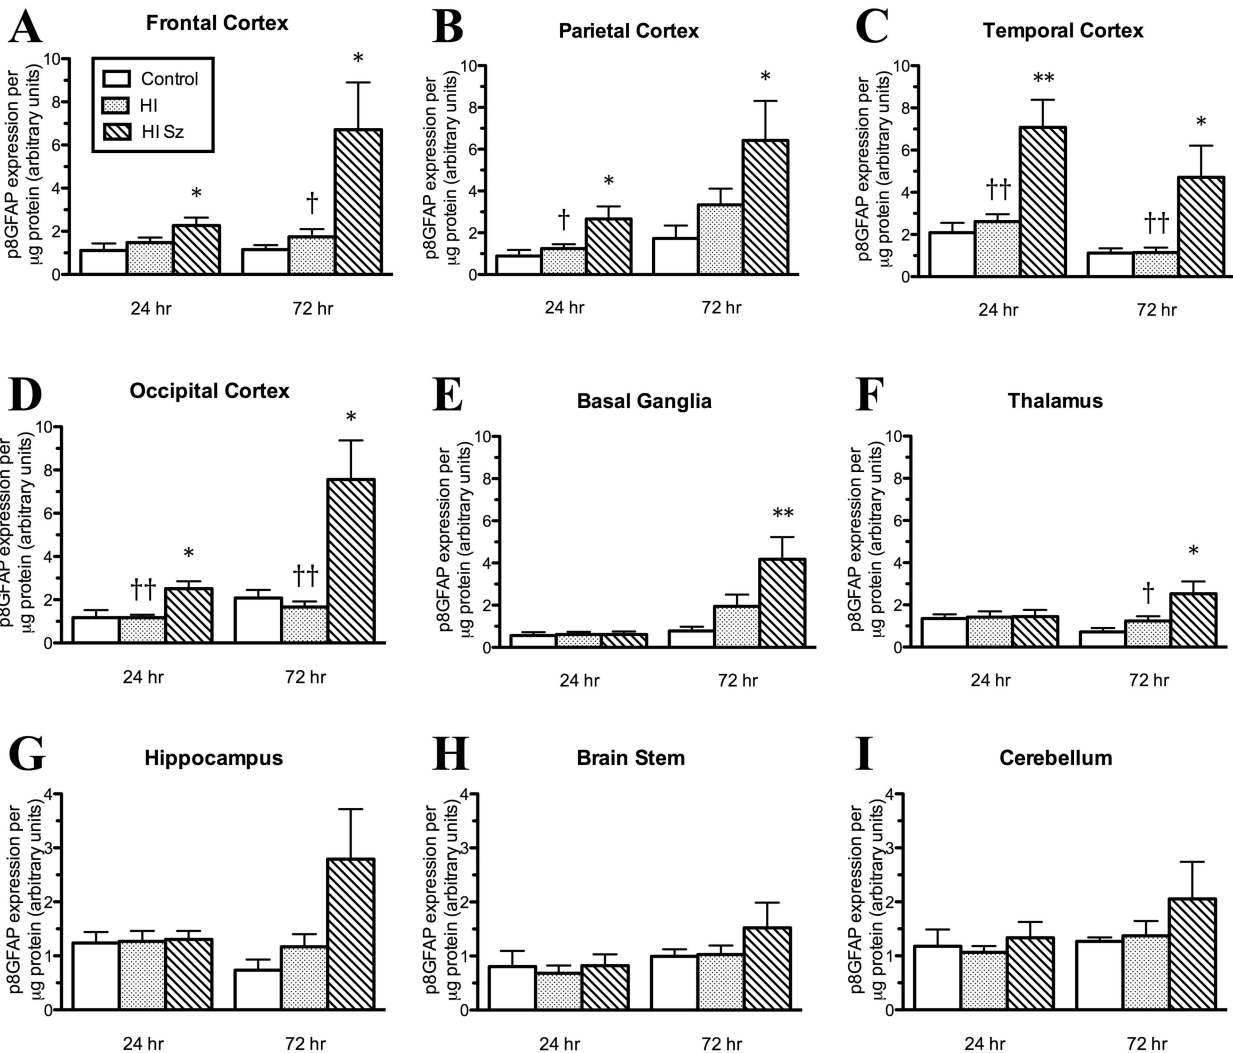 A Frontal Cortex
p8GFAP expression per
µg protein (arbitrary units)
10
8
6
4
2
0
Control
HI
HI Sz
*
†
*
24 hr
72 hr
B Parietal Cortex
p8GFAP expression per
µg protein (arbitrary units)
10
8
6
4
2
0
†
*
*
24 hr
72 hr
C Temporal Cortex
p8GFAP expression per
µg protein (arbitrary units)
10
8
6
4
2
0
††
**
††
*
24 hr
72 hr
D Occipital Cortex
p8GFAP expression per
µg protein (arbitrary units)
10
8
6
4
2
0
††
*
††
*
24 hr
72 hr
E Basal Ganglia
p8GFAP expression per
µg protein (arbitrary units)
10
8
6
4
2
0
**
24 hr
72 hr
F Thalamus
p8GFAP expression per
µg protein (arbitrary units)
10
8
6
4
2
0
†
*
24 hr
72 hr
G Hippocampus
p8GFAP expression per
µg protein (arbitrary units)
4
3
2
1
0
24 hr
72 hr
H Brain Stem
p8GFAP expression per
µg protein (arbitrary units)
4
3
2
1
0
24 hr
72 hr
I Cerebellum
p8GFAP expression per
µg protein (arbitrary units)
4
3
2
1
0
24 hr
72 hr